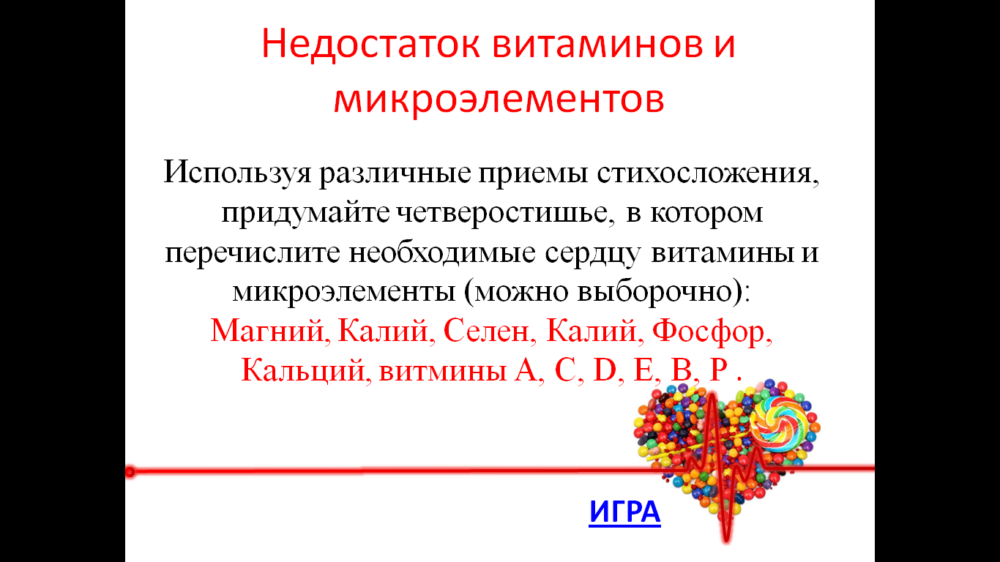 Недостаток витаминов и
микроэлементов
Используя различные приемы стихосложения,
придумайте четверостишье, в котором
перечислите необходимые сердцу витамины и
микроэлементы (можно выборочно):
Магний, Калий, Селен, Калий, Фосфор,
Кальций, витмины А, С, D, Е, В, Р .
ИГРА